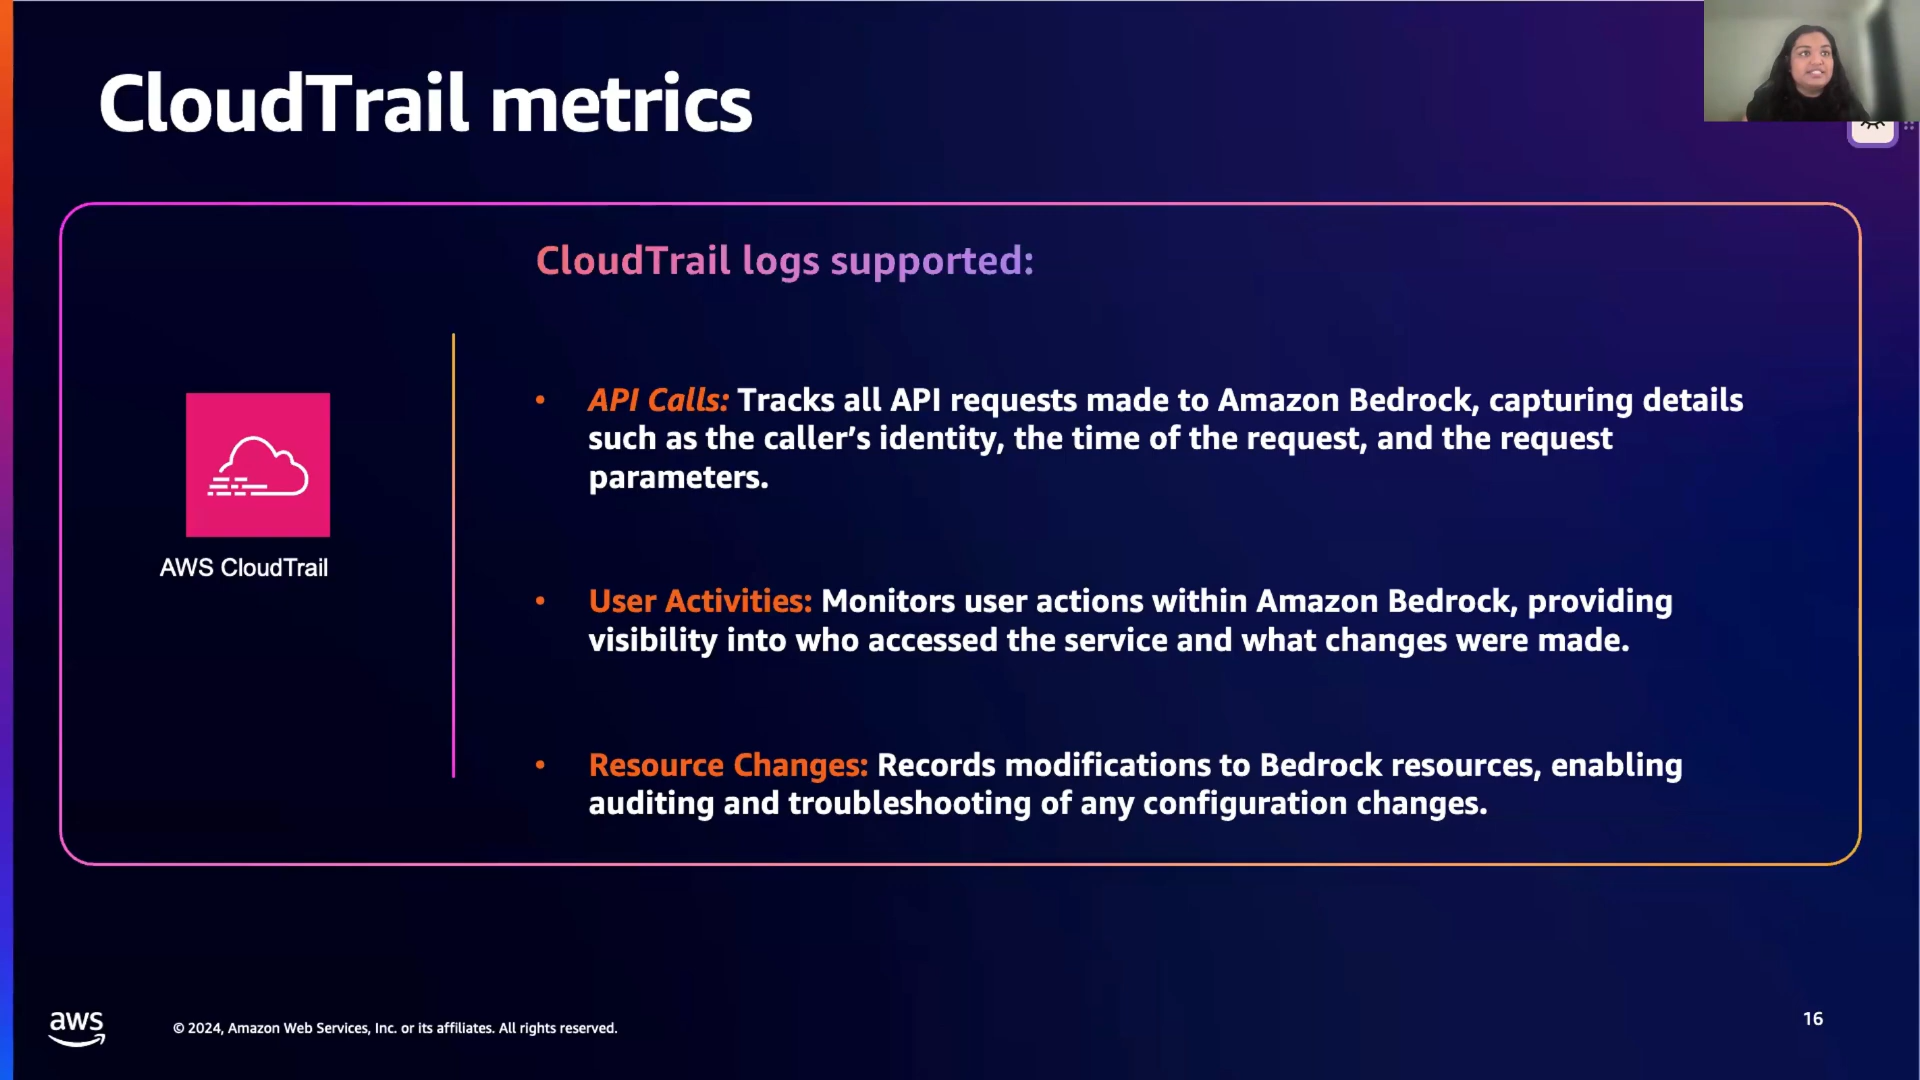 CloudTrail metrics
CloudTrail logs supported:
• API Calls: Tracks all API requests made to Amazon Bedrock, capturing details
such as the caller’s identity, the time of the request, and the request
parameters.
AWS CloudTrail
• User Activities: Monitors user actions within Amazon Bedrock, providing
visibility into who accessed the service and what changes were made.
• Resource Changes: Records modifications to Bedrock resources, enabling
auditing and troubleshooting of any configuration changes.
aws
© 2024, Amazon Web Services, Inc. or its affiliates. All rights reserved.
16